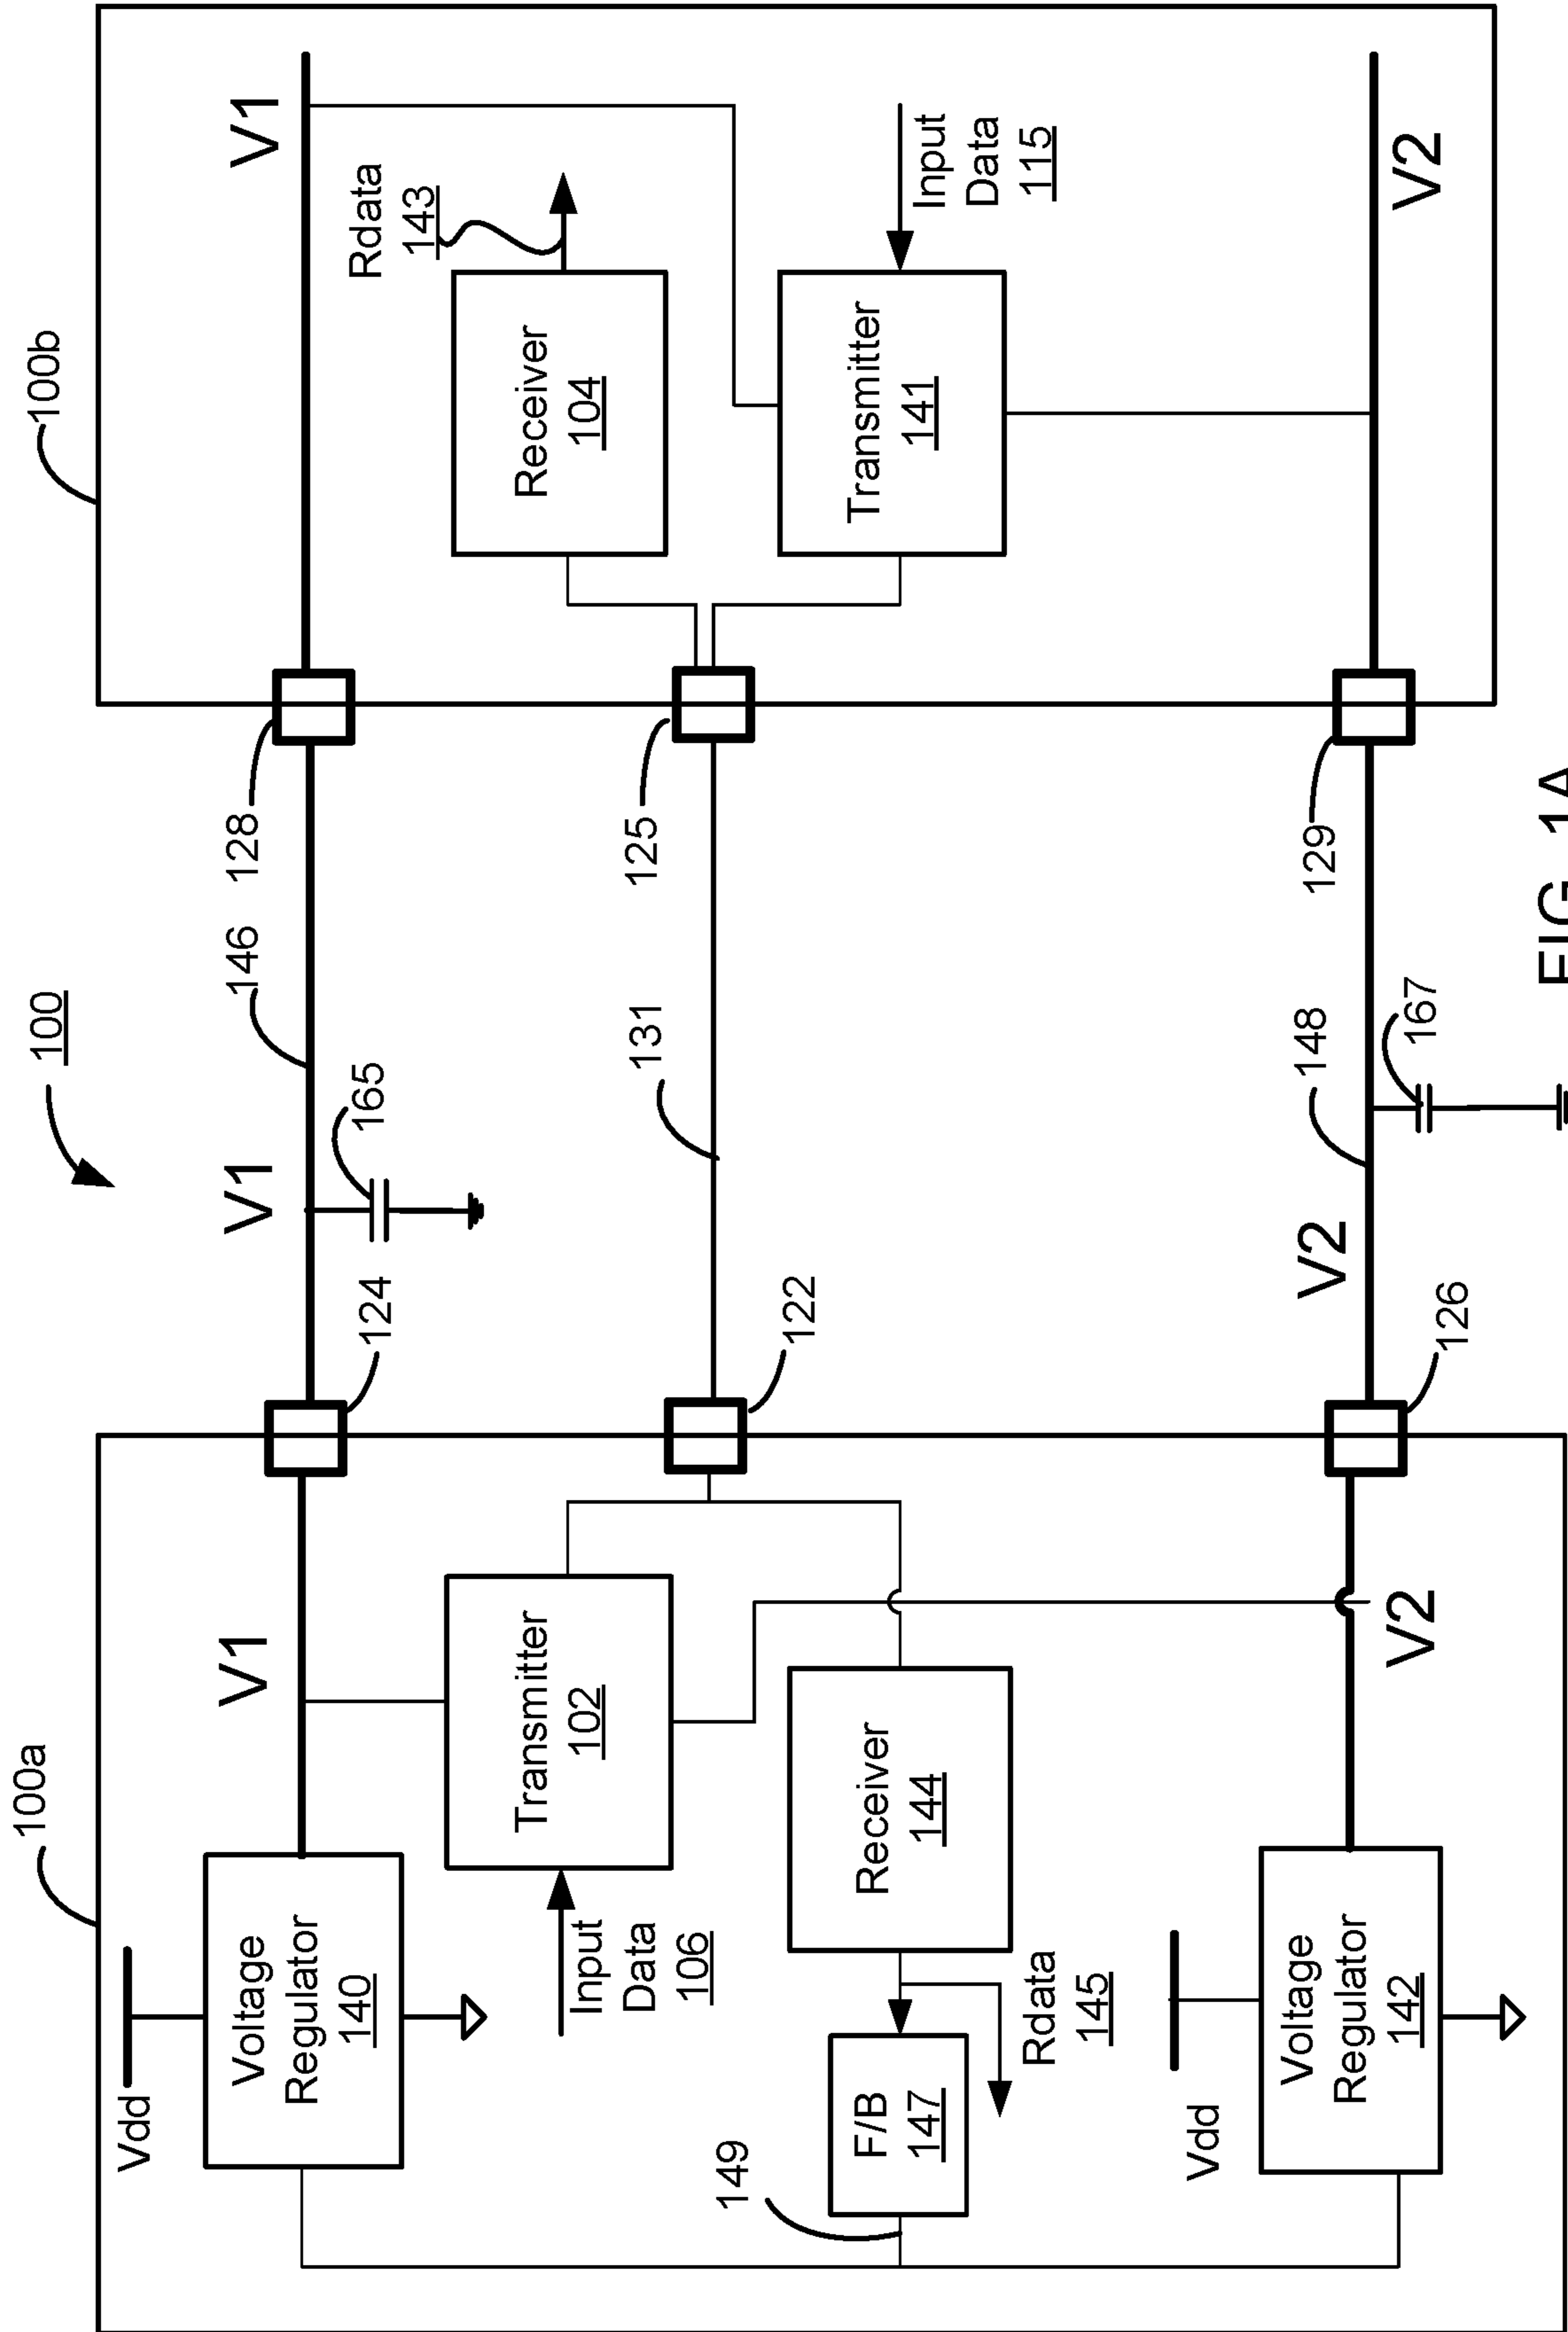 100
100a
100b
Vdd
Voltage
Regulator
140
V1
124
V1
165
146
128
V1
Rdata
143
Receiver
104
Transmitter
102
Input
Data
106
122
131
125
Transmitter
141
Input
Data
115
Receiver
144
F/B
147
149
Rdata
145
Vdd
Voltage
Regulator
142
V2
126
V2
148
167
129
V2
FIG. 1A